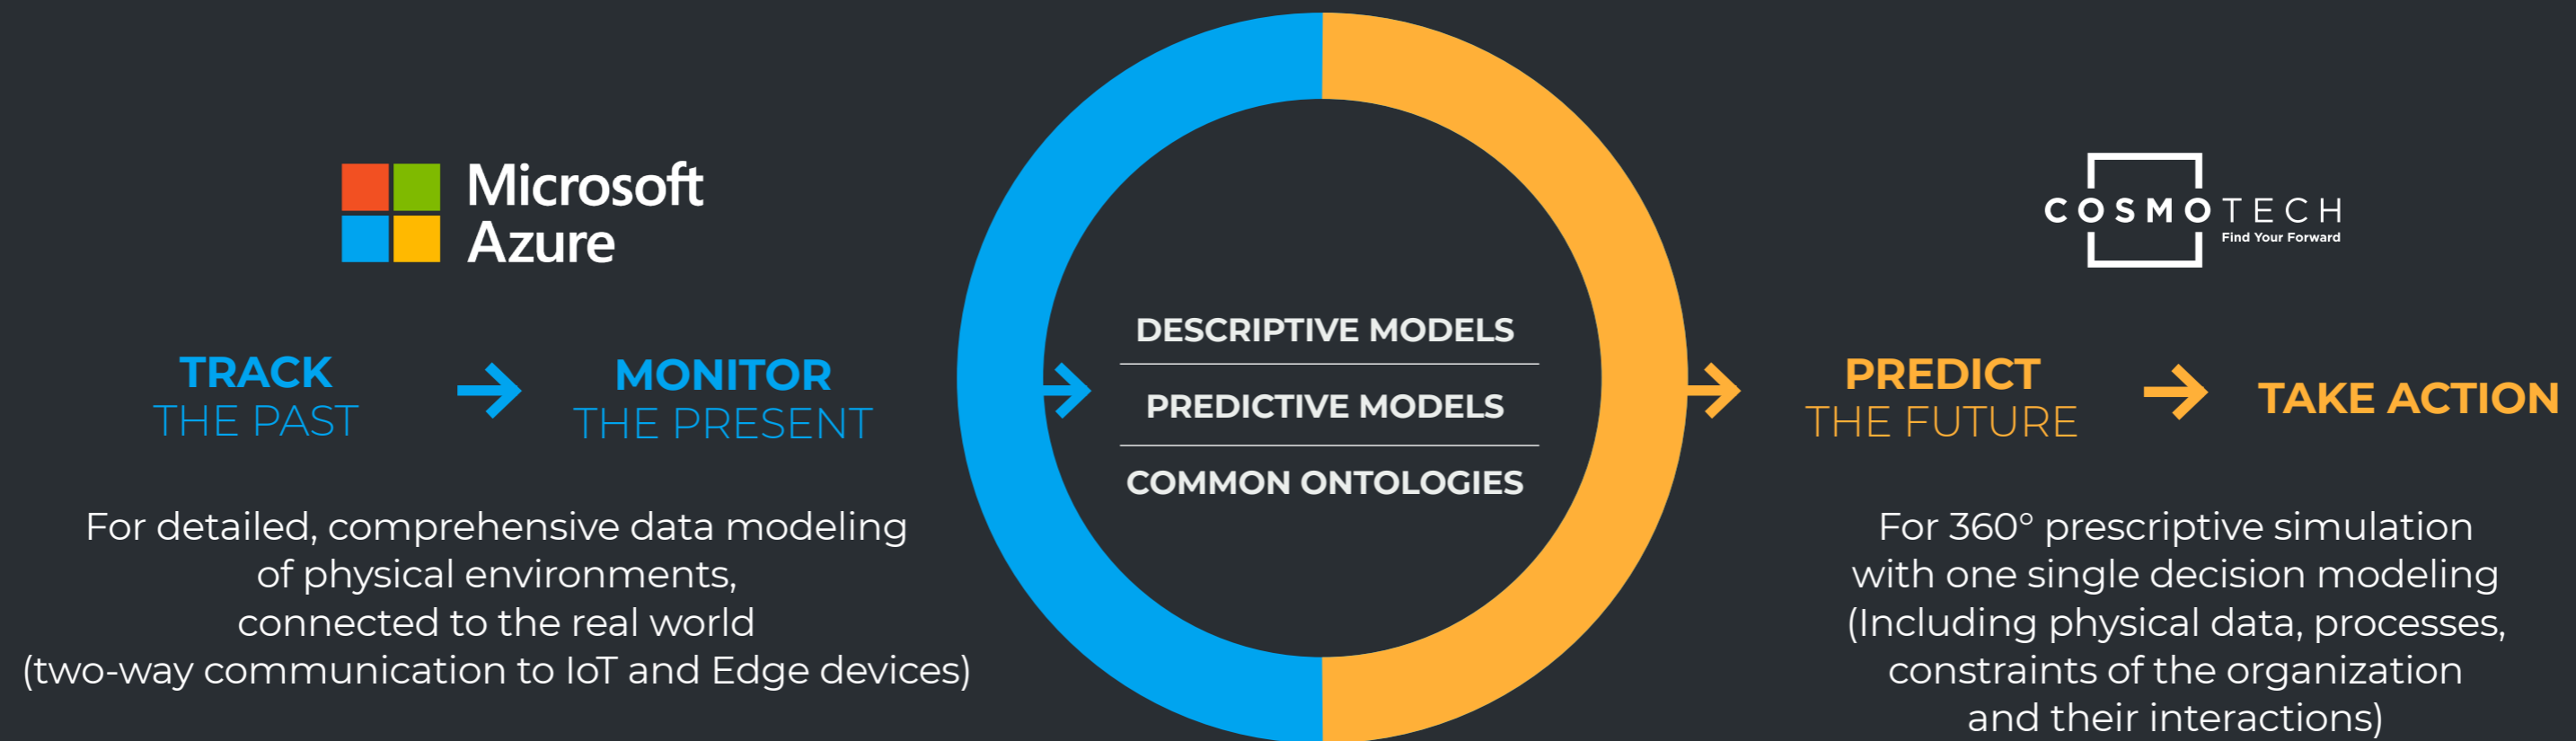 Microsoft
Azure
TRACK
THE PAST
MONITOR
THE PRESENT
For detailed, comprehensive data modeling
of physical environments,
connected to the real world
(two-way communication to IoT and Edge devices)
DESCRIPTIVE MODELS
PREDICTIVE MODELS
COMMON ONTOLOGIES
COSMOTECH
Find Your Forward
PREDICT
THE FUTURE
TAKE ACTION
For 360° prescriptive simulation
with one single decision modeling
(Including physical data, processes,
constraints of the organization
and their interactions)